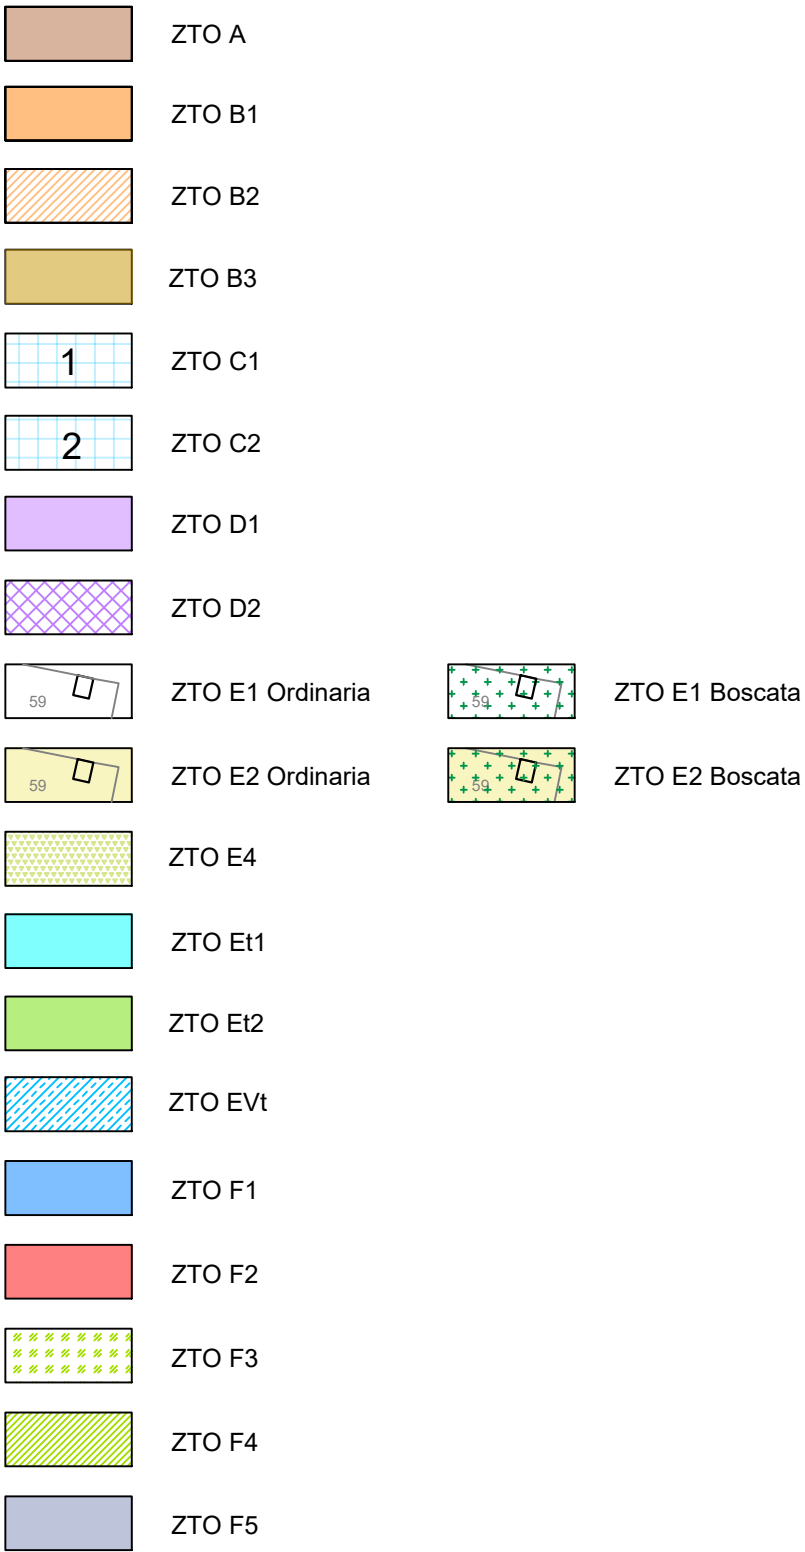 ZTO A
ZTO B1
ZTO B2
ZTO B3
1 ZTO C1
2 ZTO C2
ZTO D1
ZTO D2
59 ZTO E1 Ordinaria 59 ZTO E1 Boscata
59 ZTO E2 Ordinaria 59 ZTO E2 Boscata
ZTO E4
ZTO Et1
ZTO Et2
ZTO EVt
ZTO F1
ZTO F2
ZTO F3
ZTO F4
ZTO F5